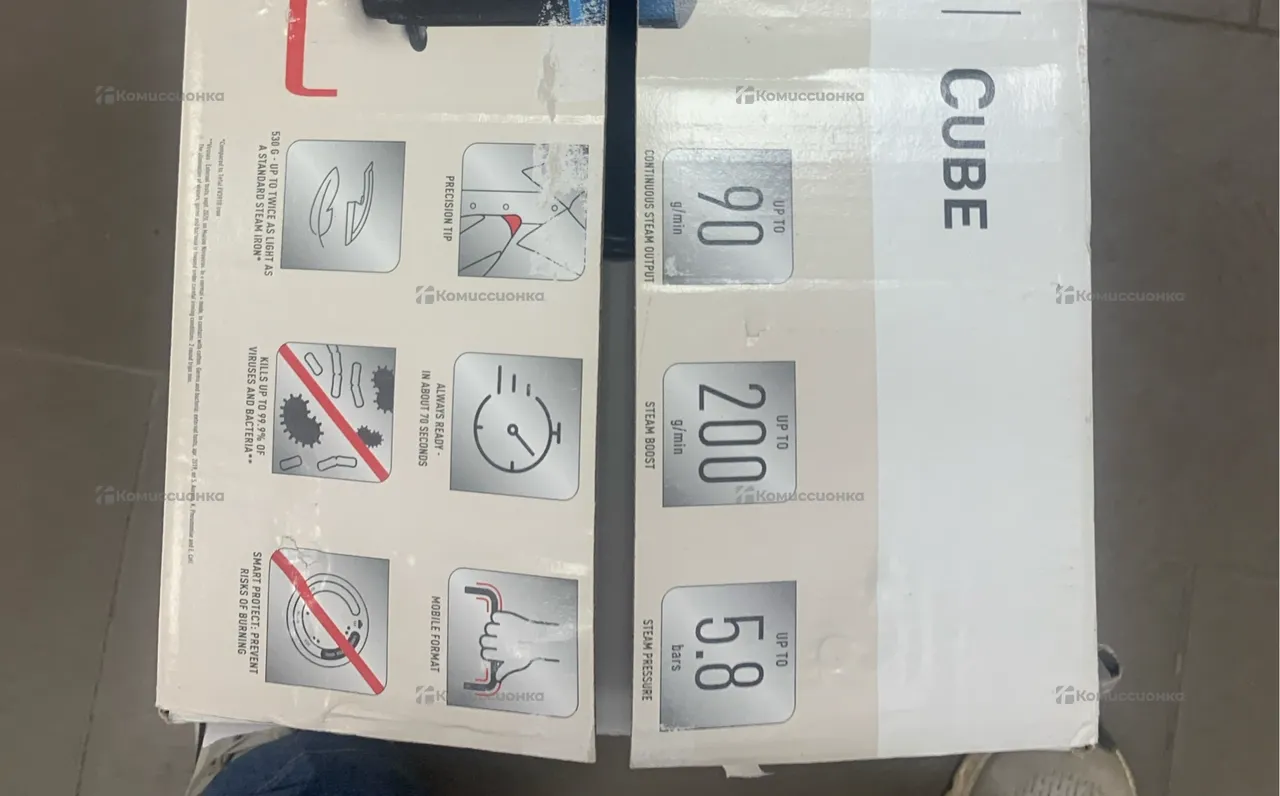 CUBE
UP TO
90
g/min
CONTINUOUS STEAM OUTPUT
UP TO
200
g/min
STEAM BOOST
UP TO
5.8
bars
STEAM PRESSURE
PRECISION TIP
ALWAYS READY -
IN ABOUT 70 SECONDS
MOBILE FORMAT
530 G - UP TO TWICE AS LIGHT AS
A STANDARD STEAM IRON*
KILLS UP TO 99.9% OF
VIRUSES AND BACTERIA**
SMART PROTECT: PREVENT
RISKS OF BURNING
Комиссионка
Комиссионка
Комиссионка
Комиссионка
Комиссионка
Комиссионка
Комиссионка
Комиссионка